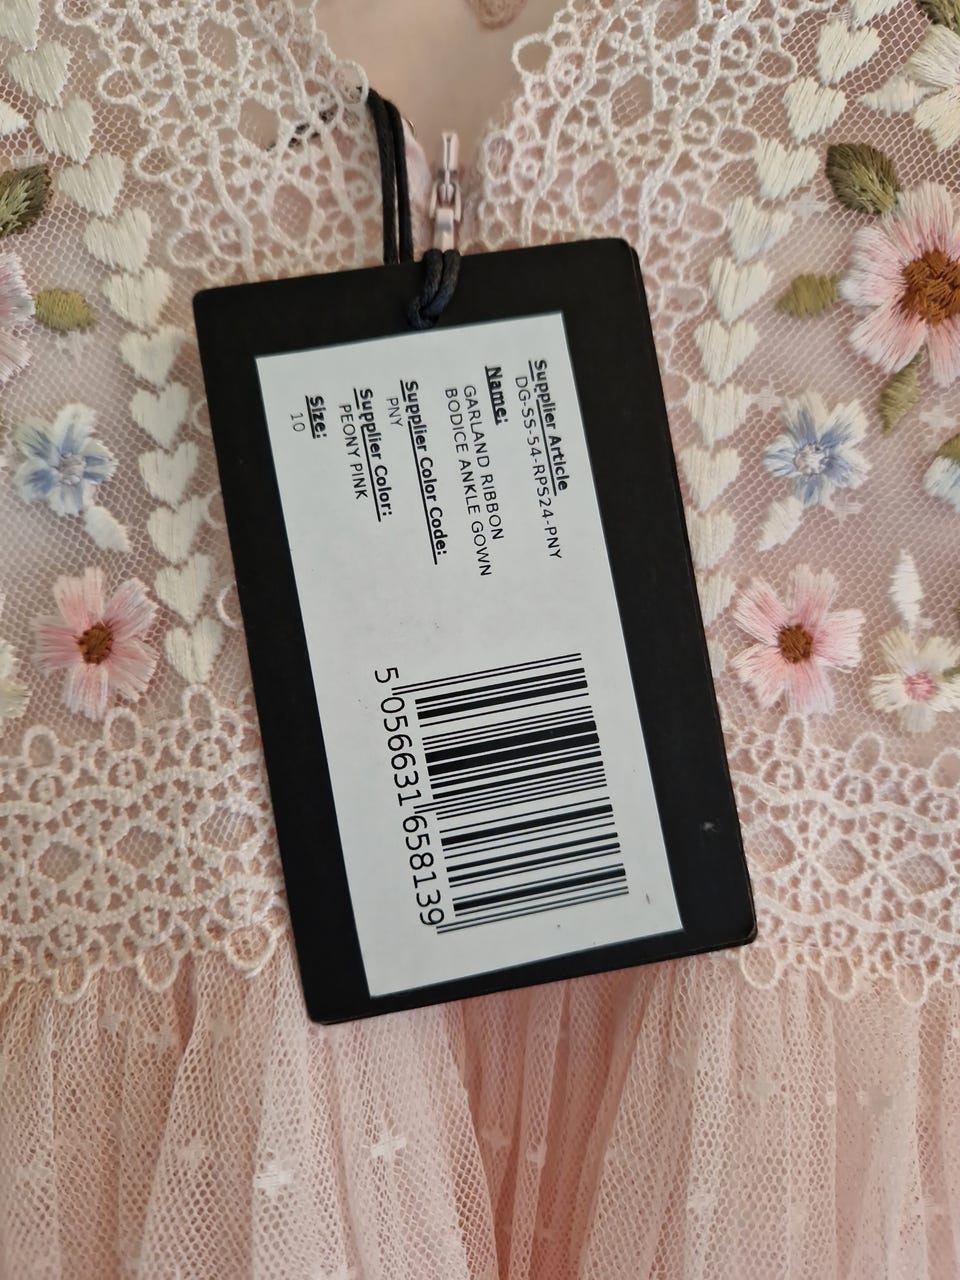 Supplier Article
DG-SS-54-RPS24-PNY
Name:
GARLAND RIBBON
BODICE ANKLE GOWN
Supplier Color Code:
PNY
Supplier Color:
PEONY PINK
Size:
10
5 056631 658139